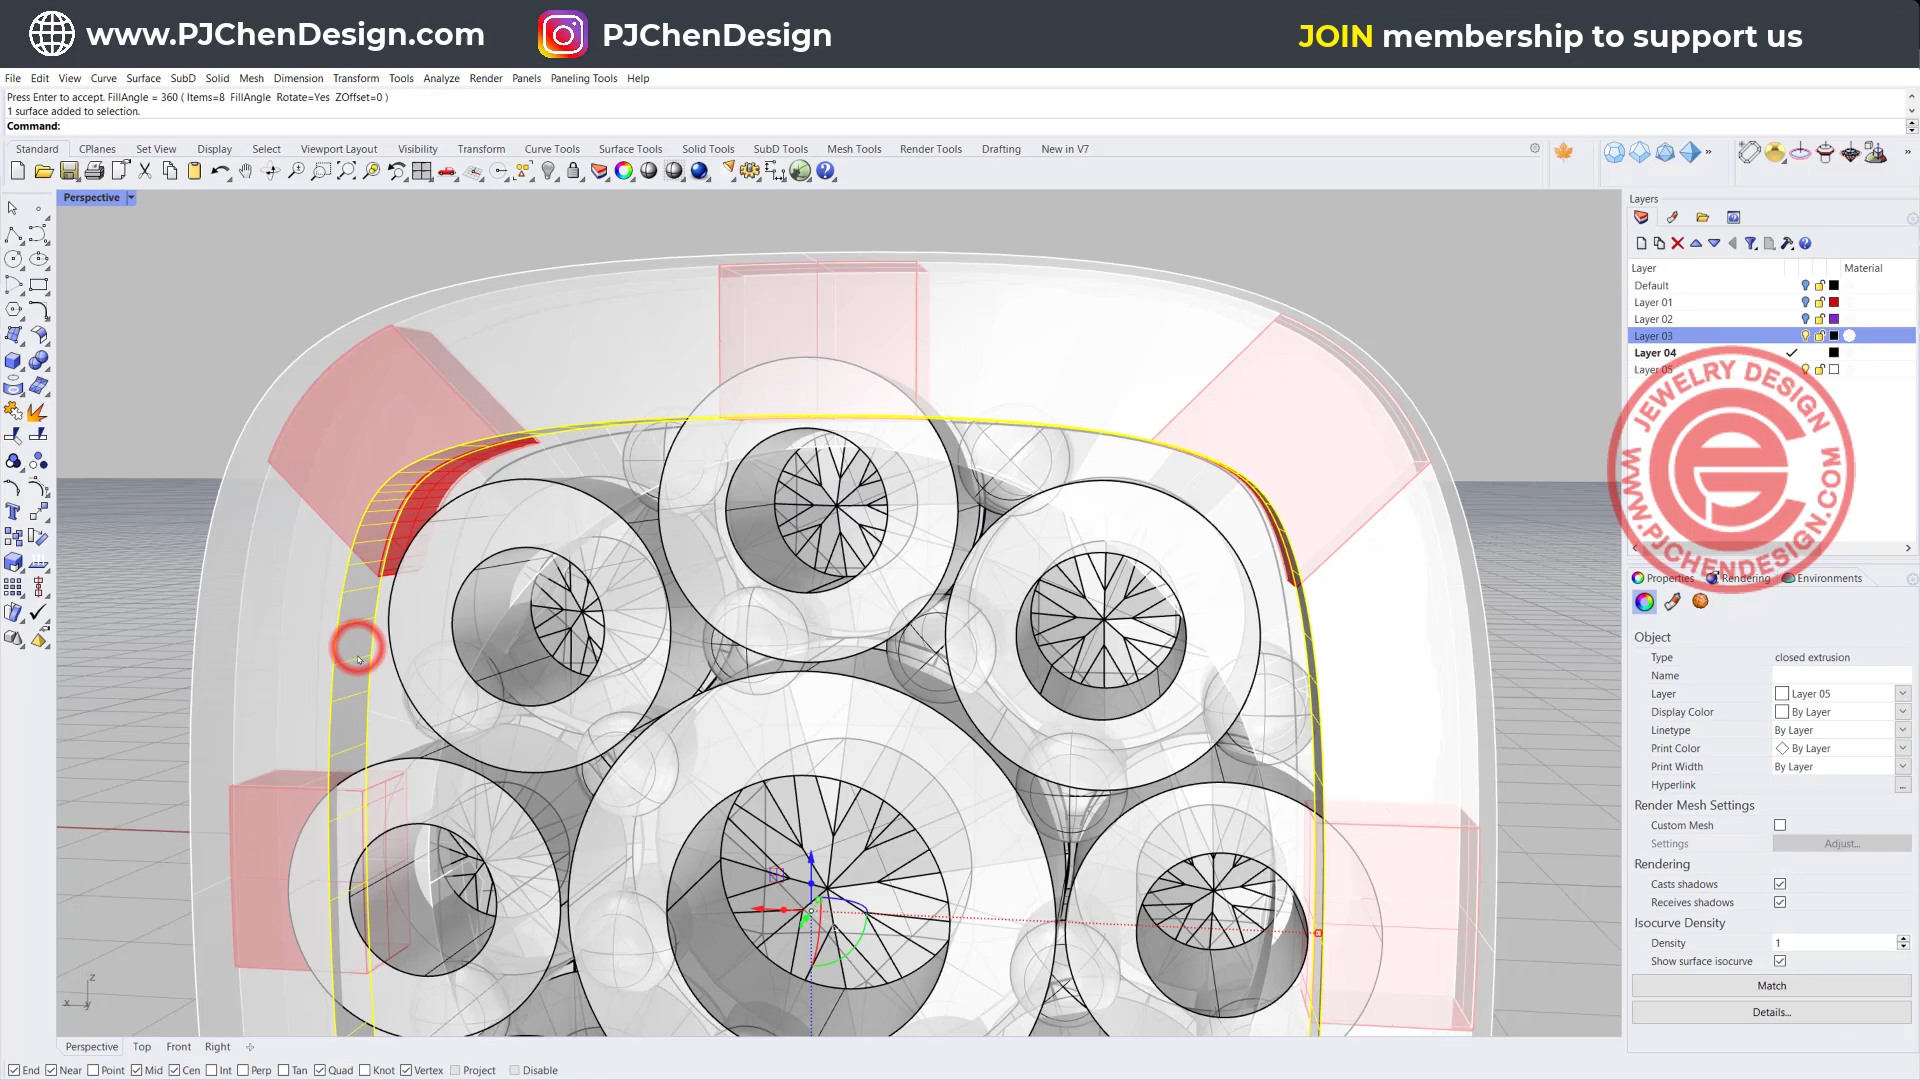 www.PJChenDesign.com PJChenDesign JOIN membership to support us
File Edit View Curve Surface SubD Solid Mesh Dimension Transform Tools Analyze Render Panels Paneling Tools Help
Press Enter to accept. FillAngle = 360 ( Items=8 FillAngle Rotate=Yes ZOffset=0 )
1 surface added to selection.
Command:
Standard CPlanes Set View Display Select Viewport Layout Visibility Transform Curve Tools Surface Tools Solid Tools SubD Tools Mesh Tools Render Tools Drafting New in V7
Perspective
Layers
Layer Material
Default
Layer 01
Layer 02
Layer 03
Layer 04
Layer 05
JEWELRY DESIGN
WWW.PJCHENDESIGN.COM
Properties Rendering Environments
Object
Type closed extrusion
Name
Layer Layer 05
Display Color By Layer
Linetype By Layer
Print Color By Layer
Print Width By Layer
Hyperlink ...
Render Mesh Settings
Custom Mesh
Settings Adjust...
Rendering
Casts shadows
Receives shadows
Isocurve Density
Density 1
Show surface isocurve
Match
Details...
z
x y
Perspective Top Front Right
End Near Point Mid Cen Int Perp Tan Quad Knot Vertex Project Disable